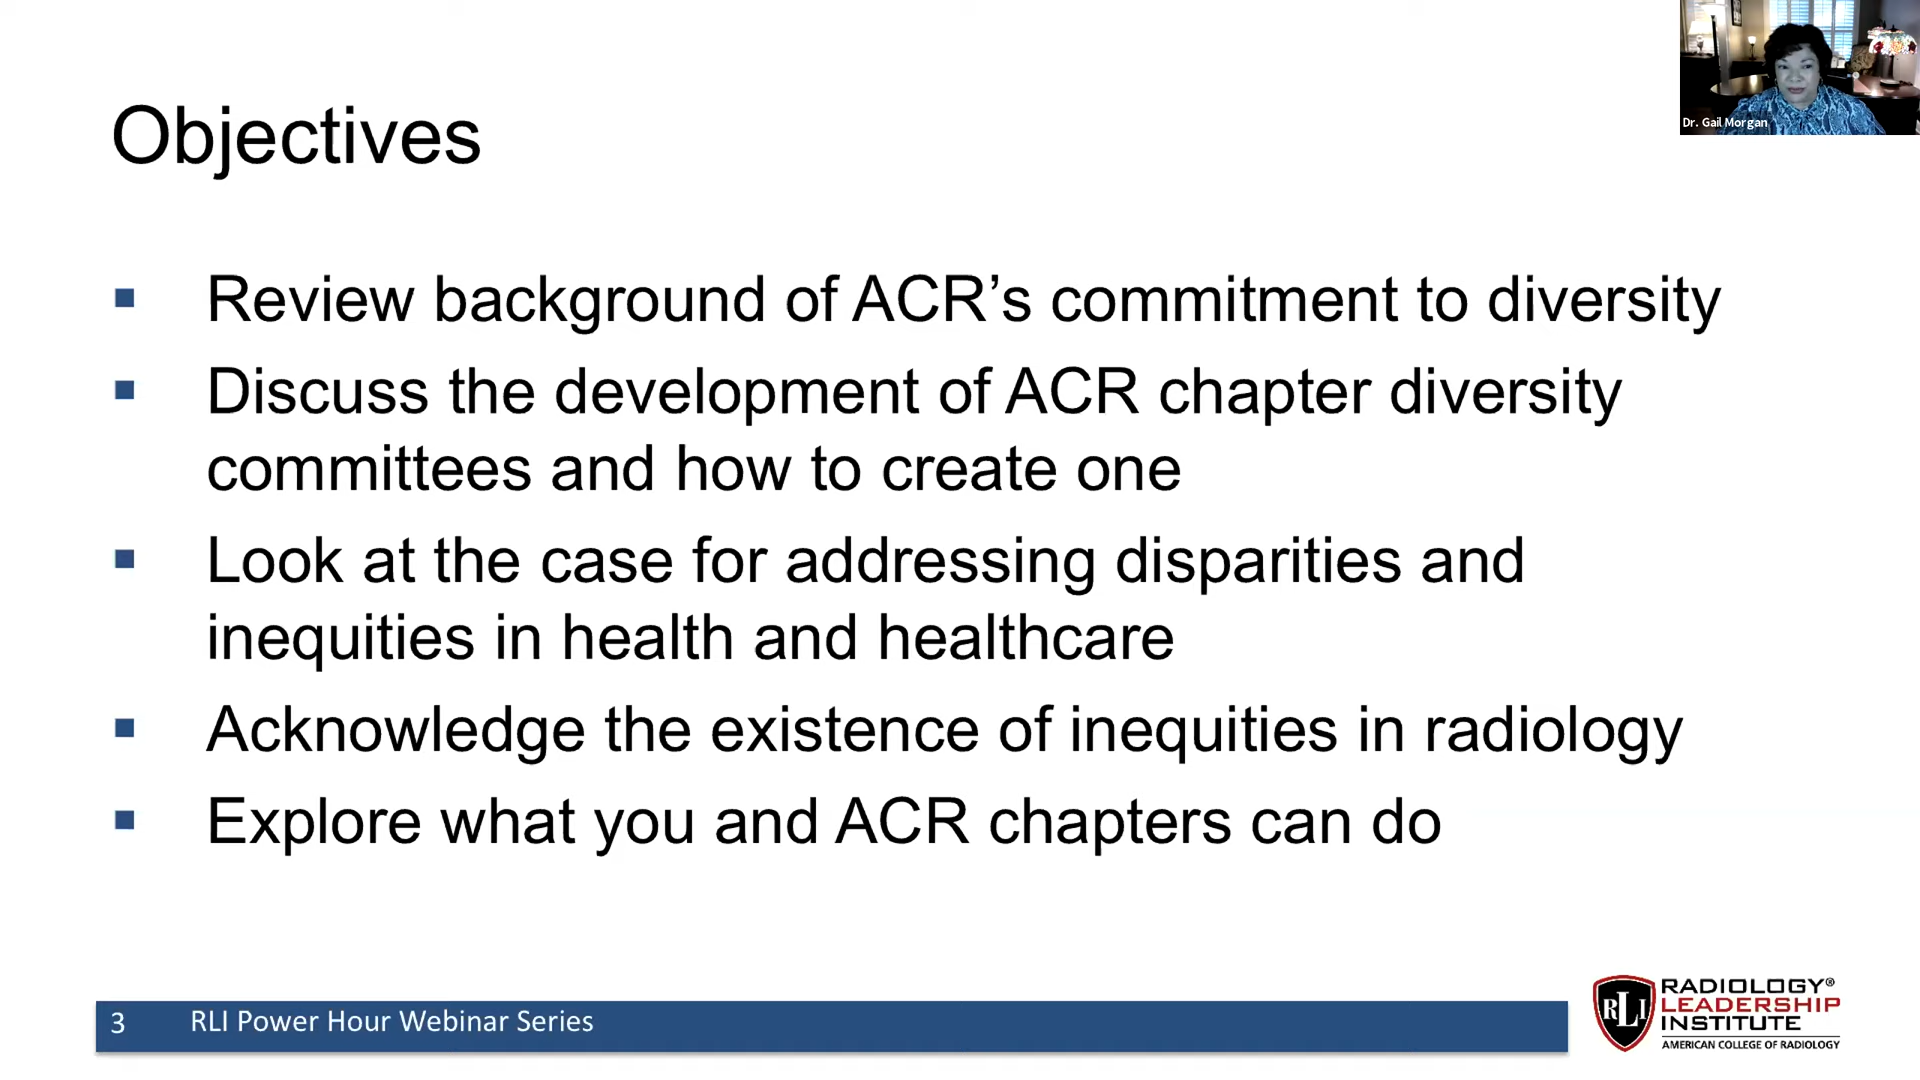 Dr. Gail Morgan
Objectives
▪ Review background of ACR’s commitment to diversity
▪ Discuss the development of ACR chapter diversity
committees and how to create one
▪ Look at the case for addressing disparities and
inequities in health and healthcare
▪ Acknowledge the existence of inequities in radiology
▪ Explore what you and ACR chapters can do
3 RLI Power Hour Webinar Series
RLI
RADIOLOGY®
LEADERSHIP
INSTITUTE
AMERICAN COLLEGE OF RADIOLOGY